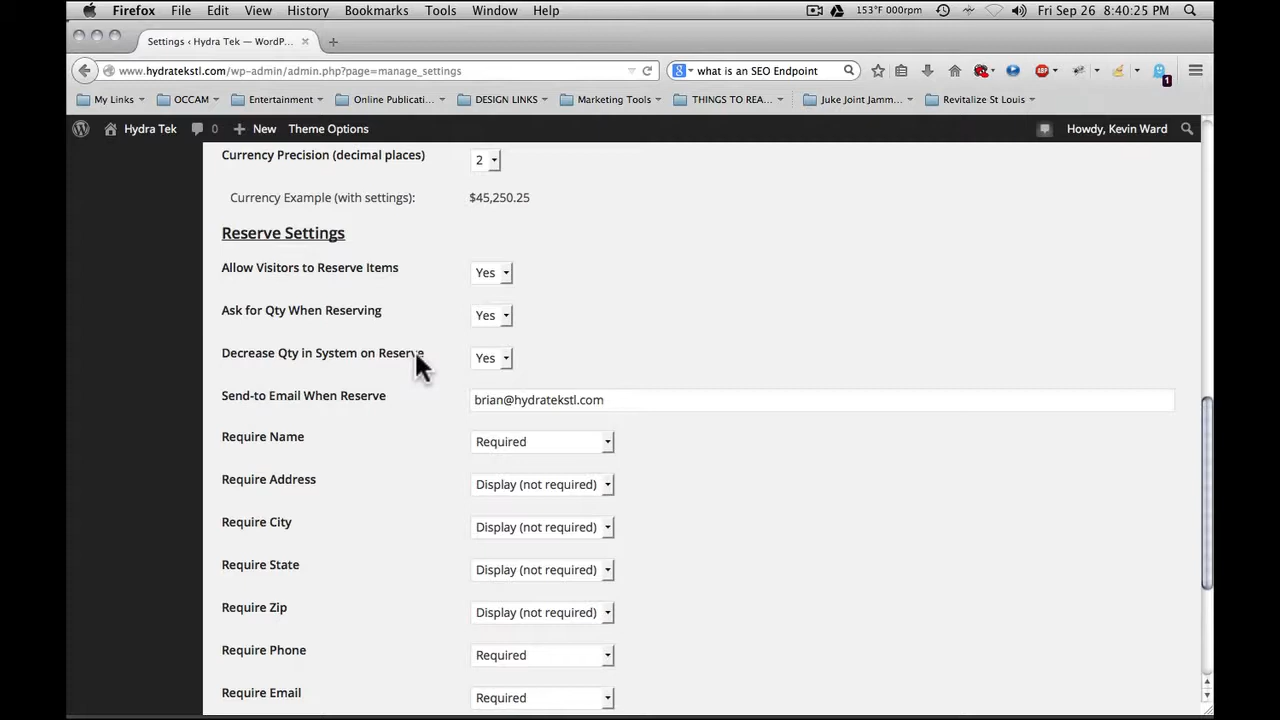 Firefox File Edit View History Bookmarks Tools Window Help 153°F 000rpm Fri Sep 26 8:40:25 PM
Settings ‹ Hydra Tek — WordP...
www.hydratekstl.com/wp-admin/admin.php?page=manage_settings what is an SEO Endpoint 1
My Links OCCAM Entertainment Online Publicati... DESIGN LINKS Marketing Tools THINGS TO REA... Juke Joint Jamm... Revitalize St Louis
Hydra Tek 0 New Theme Options Howdy, Kevin Ward
Currency Precision (decimal places) 2
Currency Example (with settings): $45,250.25
Reserve Settings
Allow Visitors to Reserve Items Yes
Ask for Qty When Reserving Yes
Decrease Qty in System on Reserve Yes
Send-to Email When Reserve brian@hydratekstl.com
Require Name Required
Require Address Display (not required)
Require City Display (not required)
Require State Display (not required)
Require Zip Display (not required)
Require Phone Required
Require Email Required